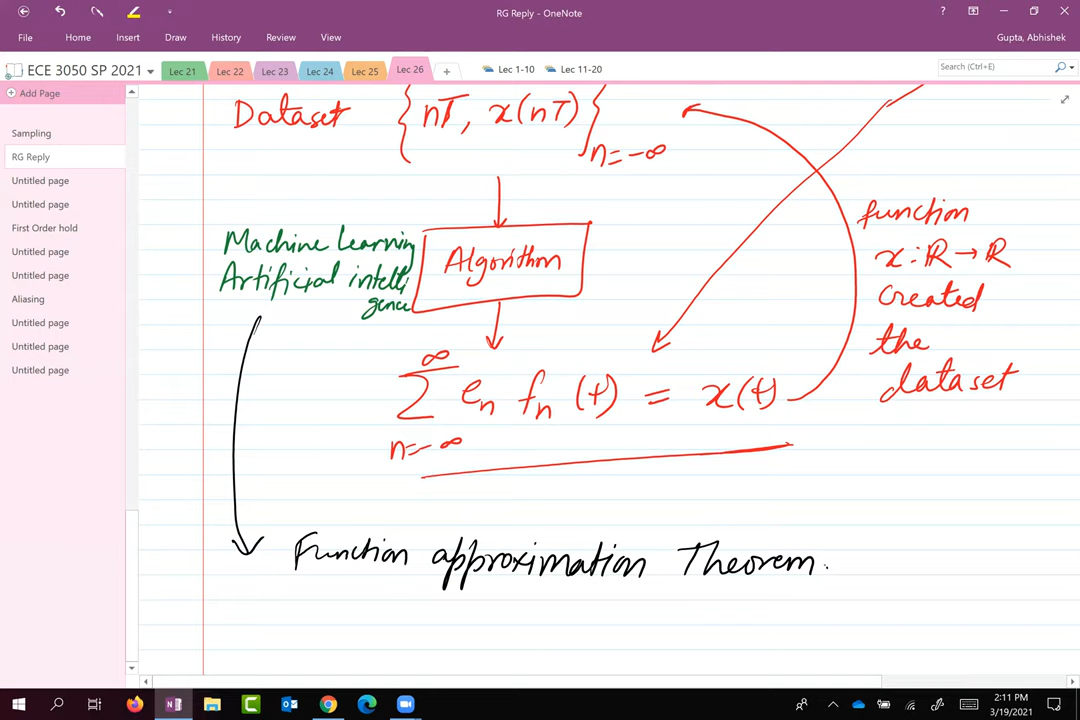 RG Reply - OneNote
?
File Home Insert Draw History Review View
Gupta, Abhishek
ECE 3050 SP 2021
Lec 21 Lec 22 Lec 23 Lec 24 Lec 25 Lec 26 + Lec 1-10 Lec 11-20
Search (Ctrl+E)
Add Page
Sampling
RG Reply
Untitled page
Untitled page
First Order hold
Untitled page
Untitled page
Aliasing
Untitled page
Untitled page
Untitled page
Dataset { nT, x(nT) }
n=-∞
Machine Learning
Artificial intelli
gence
Algorithm
function
x: ℝ → ℝ
created
the
dataset
∞
Σ en fn (t) = x(t)
n=-∞
Function approximation Theorem.
2:11 PM
3/19/2021